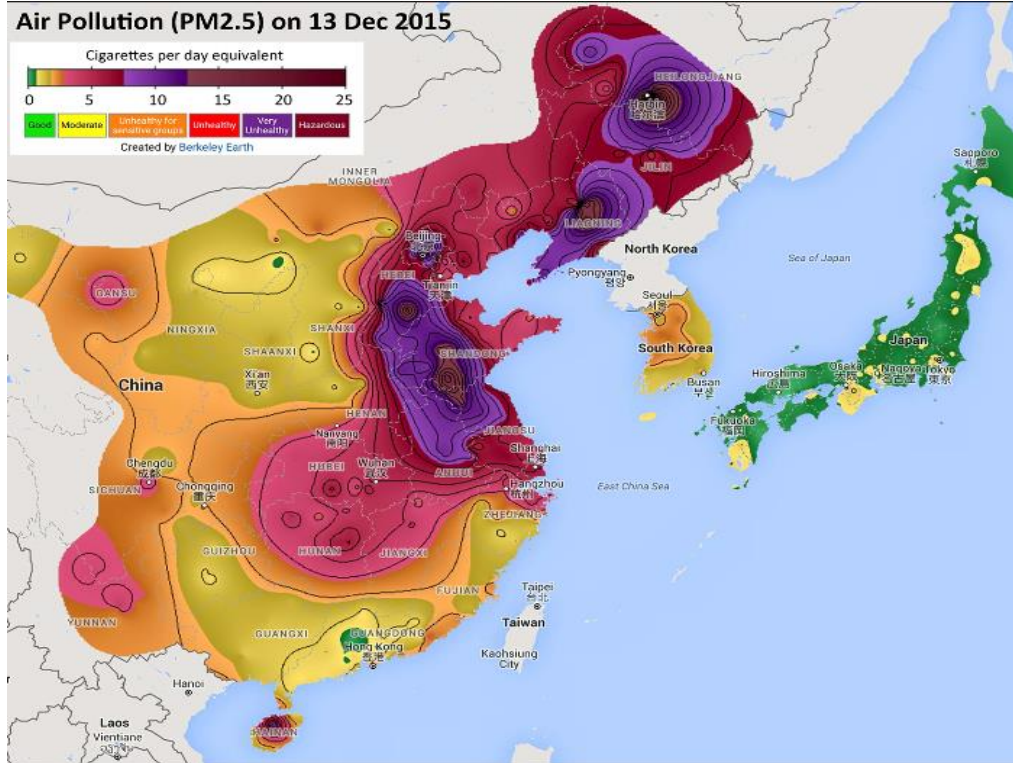 Air Pollution (PM2.5) on 13 Dec 2015
Cigarettes per day equivalent
0 5 10 15 20 25
Good
Moderate
Unhealthy for
sensitive groups
Unhealthy
Very
Unhealthy
Hazardous
Created by Berkeley Earth
HEILONGJIANG
Harbin
JILIN
Sapporo
札幌
INNER
MONGOLIA
LIAONING
Beijing
North Korea
Sea of Japan
HEBEI
Pyongyang
평양
GANSU
Tianjin
天津
Seoul
서울
NINGXIA
SHANXI
South Korea
Japan
SHAANXI
SHANDONG
Osaka
大阪
Nagoya
名古屋
Tokyo
東京
China
Xi'an
西安
Hiroshima
広島
Busan
부산
HENAN
Fukuoka
福岡
Nanyang
南阳
JIANGSU
Shanghai
上海
HUBEI
Wuhan
武汉
ANHUI
Chengdu
成都
Hangzhou
杭州
East China Sea
SICHUAN
Chongqing
重庆
ZHEJIANG
GUIZHOU
HUNAN
JIANGXI
FUJIAN
Taipei
台北
YUNNAN
GUANGXI
GUANGDONG
Taiwan
Hong Kong
香港
Kaohsiung
City
Hanoi
Laos
HAINAN
Vientiane